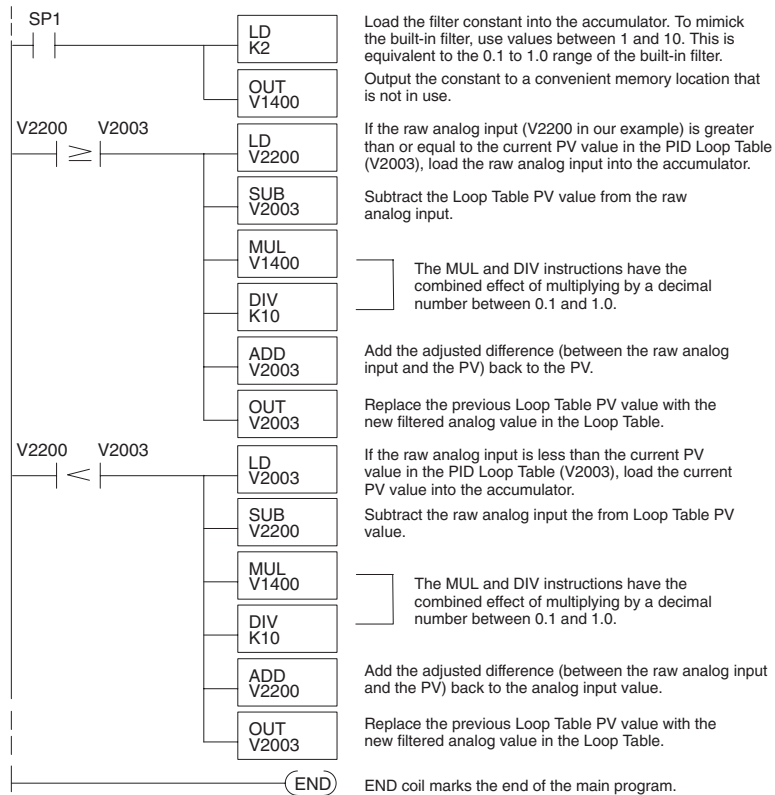 SP1
LD
K2
Load the filter constant into the accumulator. To mimick
the built-in filter, use values between 1 and 10. This is
equivalent to the 0.1 to 1.0 range of the built-in filter.
OUT
V1400
Output the constant to a convenient memory location that
is not in use.
V2200 V2003
≥
LD
V2200
If the raw analog input (V2200 in our example) is greater
than or equal to the current PV value in the PID Loop Table
(V2003), load the raw analog input into the accumulator.
SUB
V2003
Subtract the Loop Table PV value from the raw
analog input.
MUL
V1400
DIV
K10
The MUL and DIV instructions have the
combined effect of multiplying by a decimal
number between 0.1 and 1.0.
ADD
V2003
Add the adjusted difference (between the raw analog
input and the PV) back to the PV.
OUT
V2003
Replace the previous Loop Table PV value with the
new filtered analog value in the Loop Table.
V2200 V2003
<
LD
V2003
If the raw analog input is less than the current PV
value in the PID Loop Table (V2003), load the current
PV value into the accumulator.
SUB
V2200
Subtract the raw analog input the from Loop Table PV
value.
MUL
V1400
DIV
K10
The MUL and DIV instructions have the
combined effect of multiplying by a decimal
number between 0.1 and 1.0.
ADD
V2200
Add the adjusted difference (between the raw analog input
and the PV) back to the analog input value.
OUT
V2003
Replace the previous Loop Table PV value with the
new filtered analog value in the Loop Table.
END
END coil marks the end of the main program.